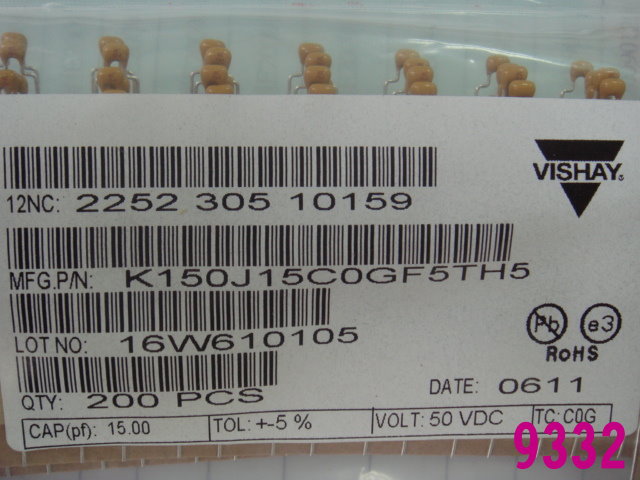 VISHAY®
12NC: 2252 305 10159
MFG.P/N: K150J15C0GF5TH5
LOT NO: 16W610105
Pb e3
RoHS
QTY: 200 PCS DATE: 0611
CAP(pf): 15.00 TOL: +-5 % VOLT: 50 VDC TC: C0G
9332